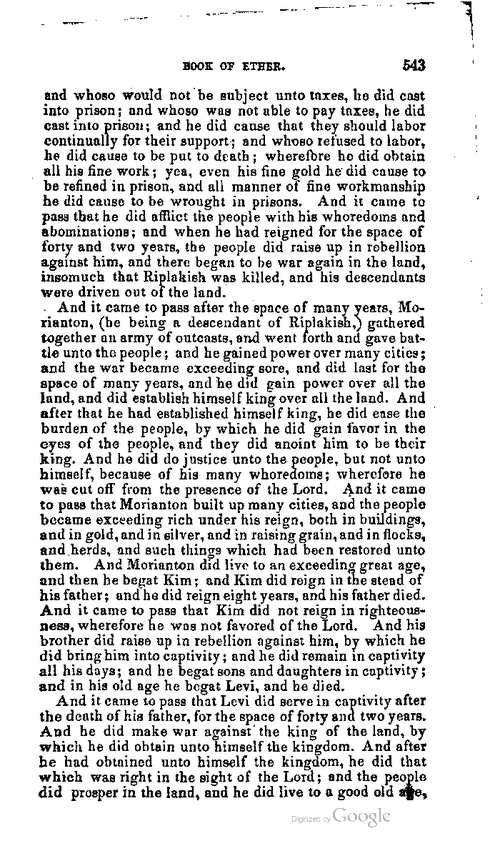 BOOK OF ETHER. 543
and whoso would not be subject unto taxes, he did cast
into prison; and whoso was not able to pay taxes, he did
cast into prison; and he did cause that they should labor
continually for their support; and whoso refused to labor,
he did cause to be put to death; wherefore he did obtain
all his fine work; yea, even his fine gold he did cause to
be refined in prison, and all manner of fine workmanship
he did cause to be wrought in prisons. And it came to
pass that he did afflict the people with his whoredoms and
abominations; and when he had reigned for the space of
forty and two years, the people did raise up in rebellion
against him, and there began to be war again in the land,
insomuch that Riplakish was killed, and his descendants
were driven out of the land.
And it came to pass after the space of many years, Mo-
rianton, (he being a descendant of Riplakish,) gathered
together an army of outcasts, and went forth and gave bat-
tle unto the people; and he gained power over many cities;
and the war became exceeding sore, and did last for the
space of many years, and he did gain power over all the
land, and did establish himself king over all the land. And
after that he had established himself king, he did ease the
burden of the people, by which he did gain favor in the
eyes of the people, and they did anoint him to be their
king. And he did do justice unto the people, but not unto
himself, because of his many whoredoms; wherefore he
was cut off from the presence of the Lord. And it came
to pass that Morianton built up many cities, and the people
became exceeding rich under his reign, both in buildings,
and in gold, and in silver, and in raising grain, and in flocks,
and herds, and such things which had been restored unto
them. And Morianton did live to an exceeding great age,
and then he begat Kim; and Kim did reign in the stead of
his father; and he did reign eight years, and his father died.
And it came to pass that Kim did not reign in righteous-
ness, wherefore he was not favored of the Lord. And his
brother did raise up in rebellion against him, by which he
did bring him into captivity; and he did remain in captivity
all his days; and he begat sons and daughters in captivity;
and in his old age he begat Levi, and he died.
And it came to pass that Levi did serve in captivity after
the death of his father, for the space of forty and two years.
And he did make war against the king of the land, by
which he did obtain unto himself the kingdom. And after
he had obtained unto himself the kingdom, he did that
which was right in the sight of the Lord; and the people
did prosper in the land, and he did live to a good old age,
Digitized by Google